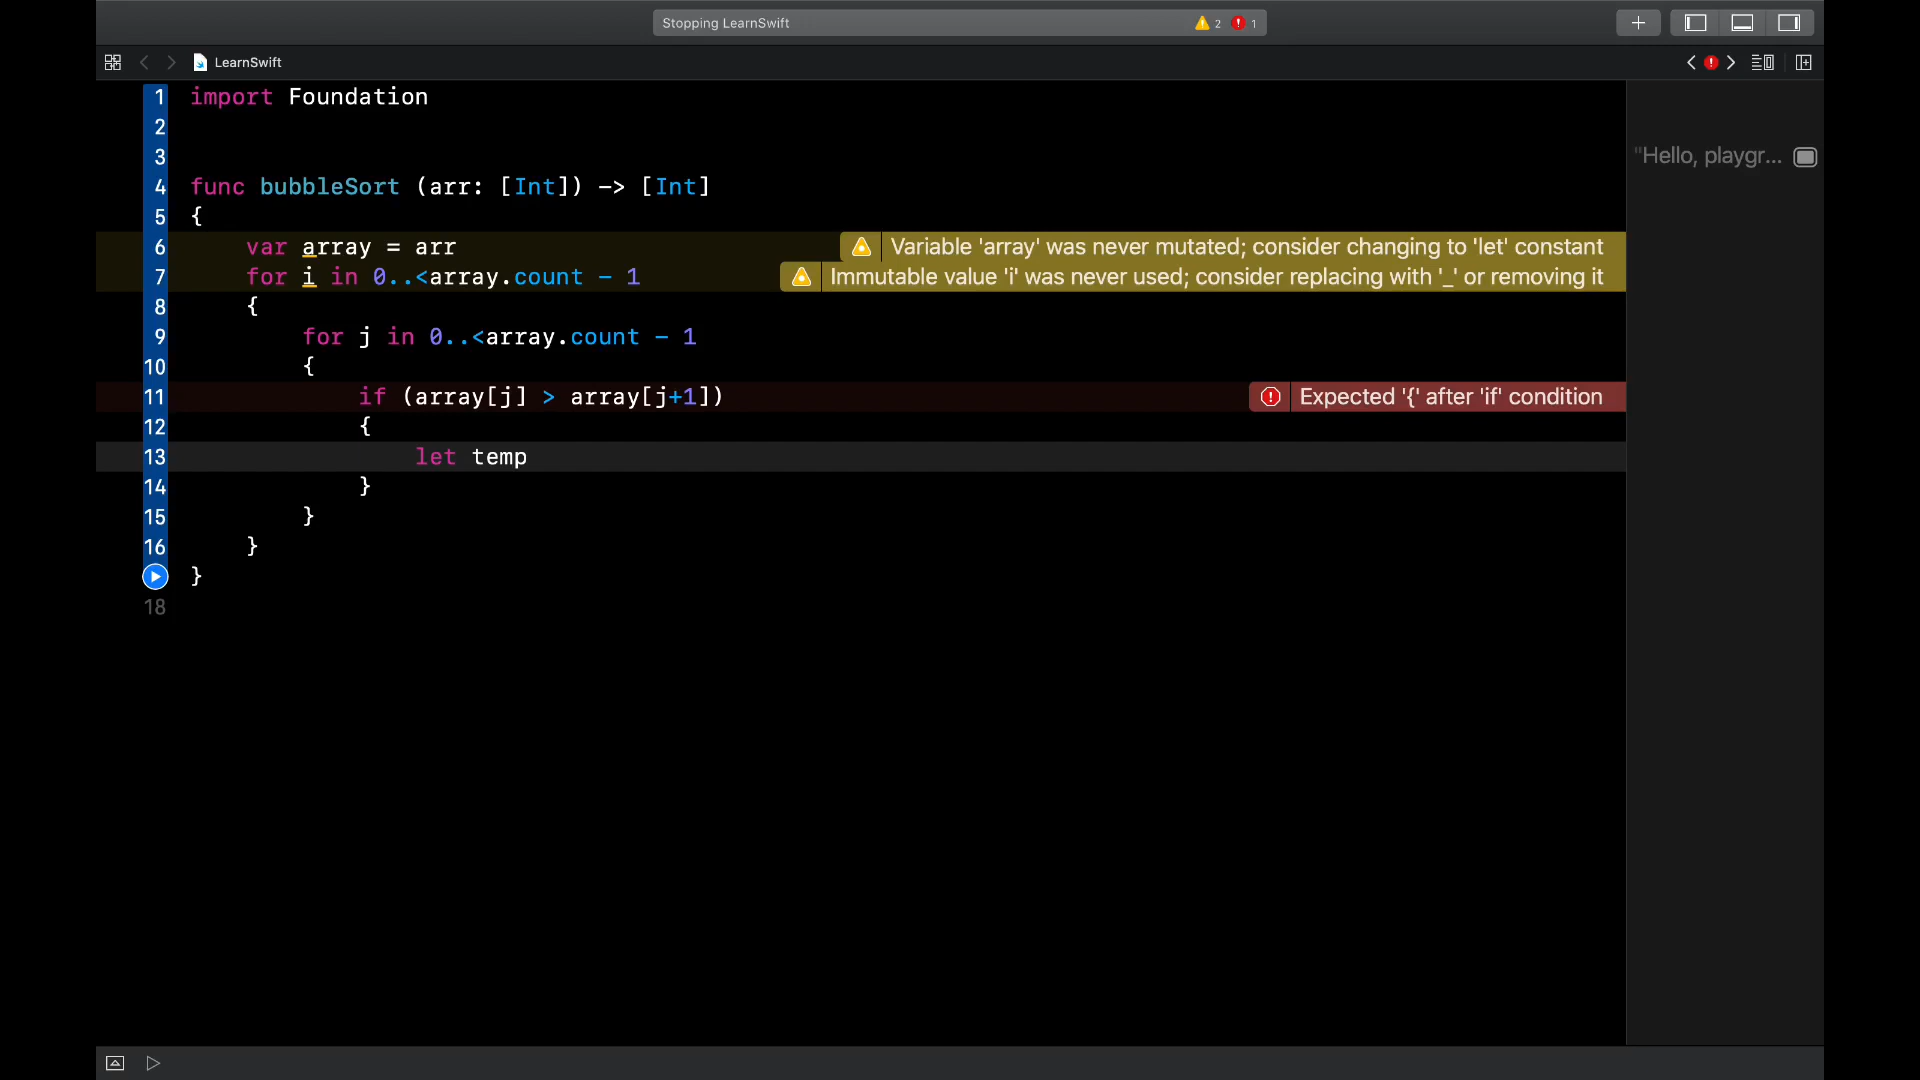 Stopping LearnSwift 2 1
LearnSwift
1 import Foundation
2
3
"Hello, playgr...
4 func bubbleSort (arr: [Int]) -> [Int]
5 {
6 var array = arr Variable 'array' was never mutated; consider changing to 'let' constant
7 for i in 0..<array.count - 1 Immutable value 'i' was never used; consider replacing with '_' or removing it
8 {
9 for j in 0..<array.count - 1
10 {
11 if (array[j] > array[j+1]) Expected '{' after 'if' condition
12 {
13 let temp
14 }
15 }
16 }
}
18